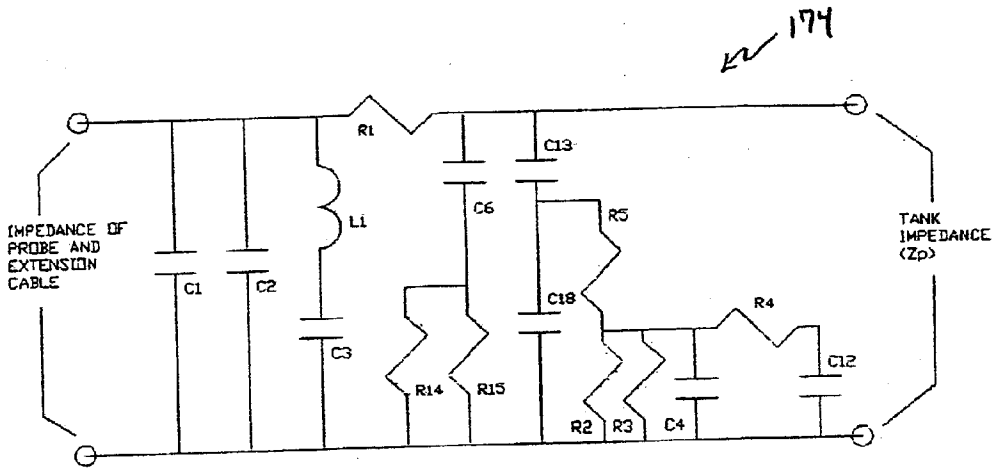 174
R1
C13
C6
R5
IMPEDANCE OF
PROBE AND
EXTENSION
CABLE
Li
TANK
IMPEDANCE
(Zp)
C1
C2
C18
R4
C3
C12
R14
R15
R2
R3
C4